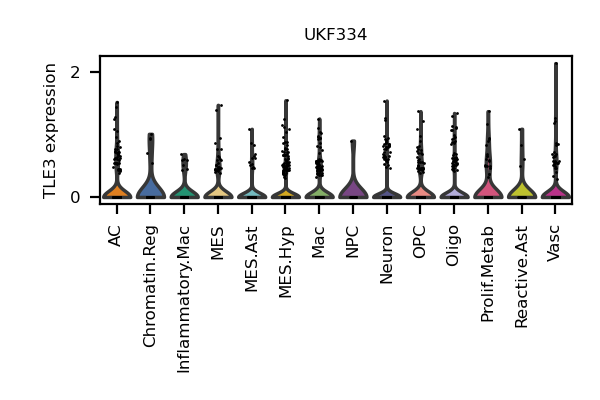 UKF334
TLE3 expression
2
0
AC
Chromatin.Reg
Inflammatory.Mac
MES
MES.Ast
MES.Hyp
Mac
NPC
Neuron
OPC
Oligo
Prolif.Metab
Reactive.Ast
Vasc